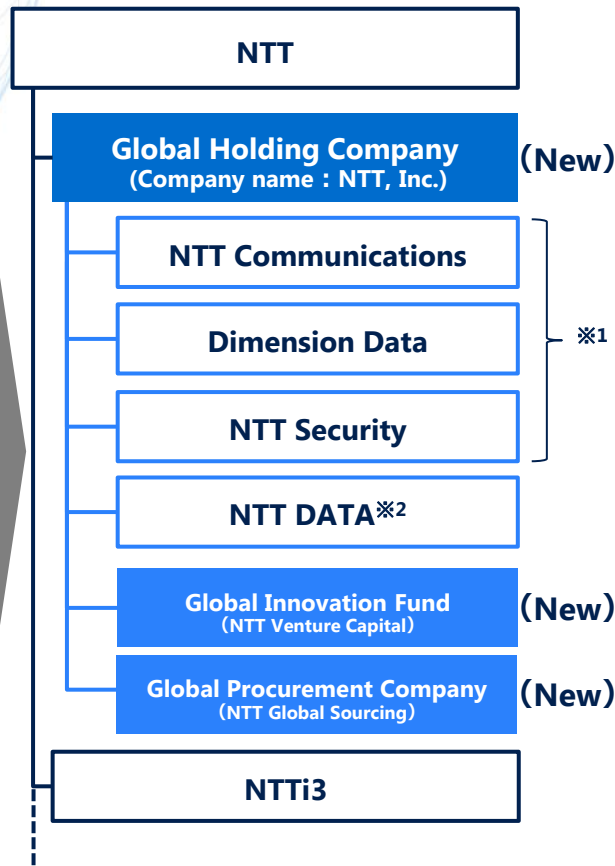 NTT
Global Holding Company
(Company name：NTT, Inc.)
（New）
NTT Communications
Dimension Data
※1
NTT Security
NTT DATA※2
Global Innovation Fund
（NTT Venture Capital）
（New）
Global Procurement Company
（NTT Global Sourcing）
（New）
NTTi3